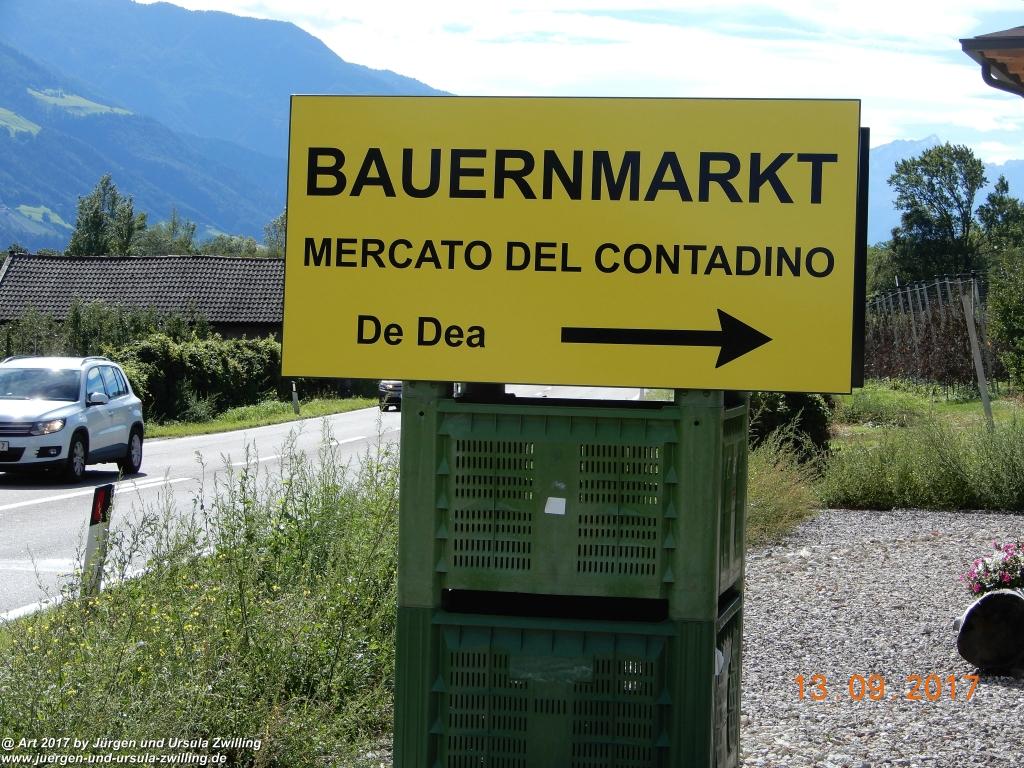 BAUERNMARKT
MERCATO DEL CONTADINO
De Dea
13 09 2017
@ Art 2017 by Jürgen und Ursula Zwilling
www.juergen-und-ursula-zwilling.de